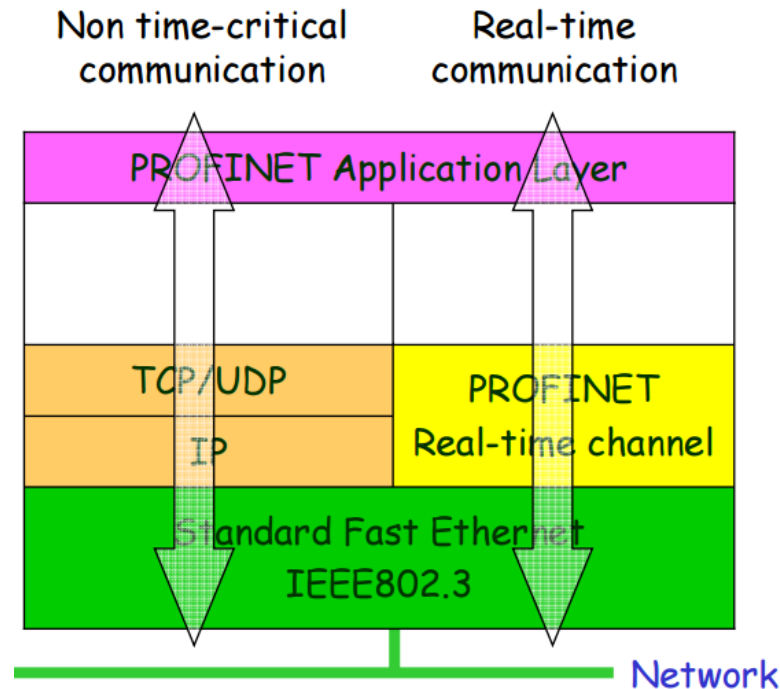 Non time-critical
communication
Real-time
communication
PROFINET Application Layer
TCP/UDP
IP
PROFINET
Real-time channel
Standard Fast Ethernet
IEEE802.3
Network